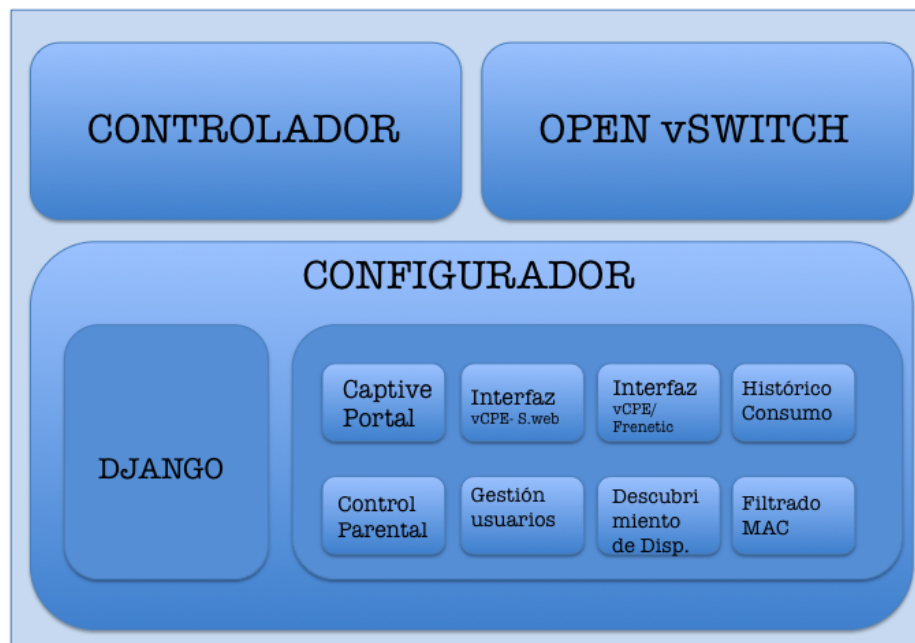 CONTROLADOR
OPEN vSWITCH
CONFIGURADOR
DJANGO
Captive
Portal
Interfaz
vCPE- S.web
Interfaz
vCPE/
Frenetic
Histórico
Consumo
Control
Parental
Gestión
usuarios
Descubri
miento
de Disp.
Filtrado
MAC